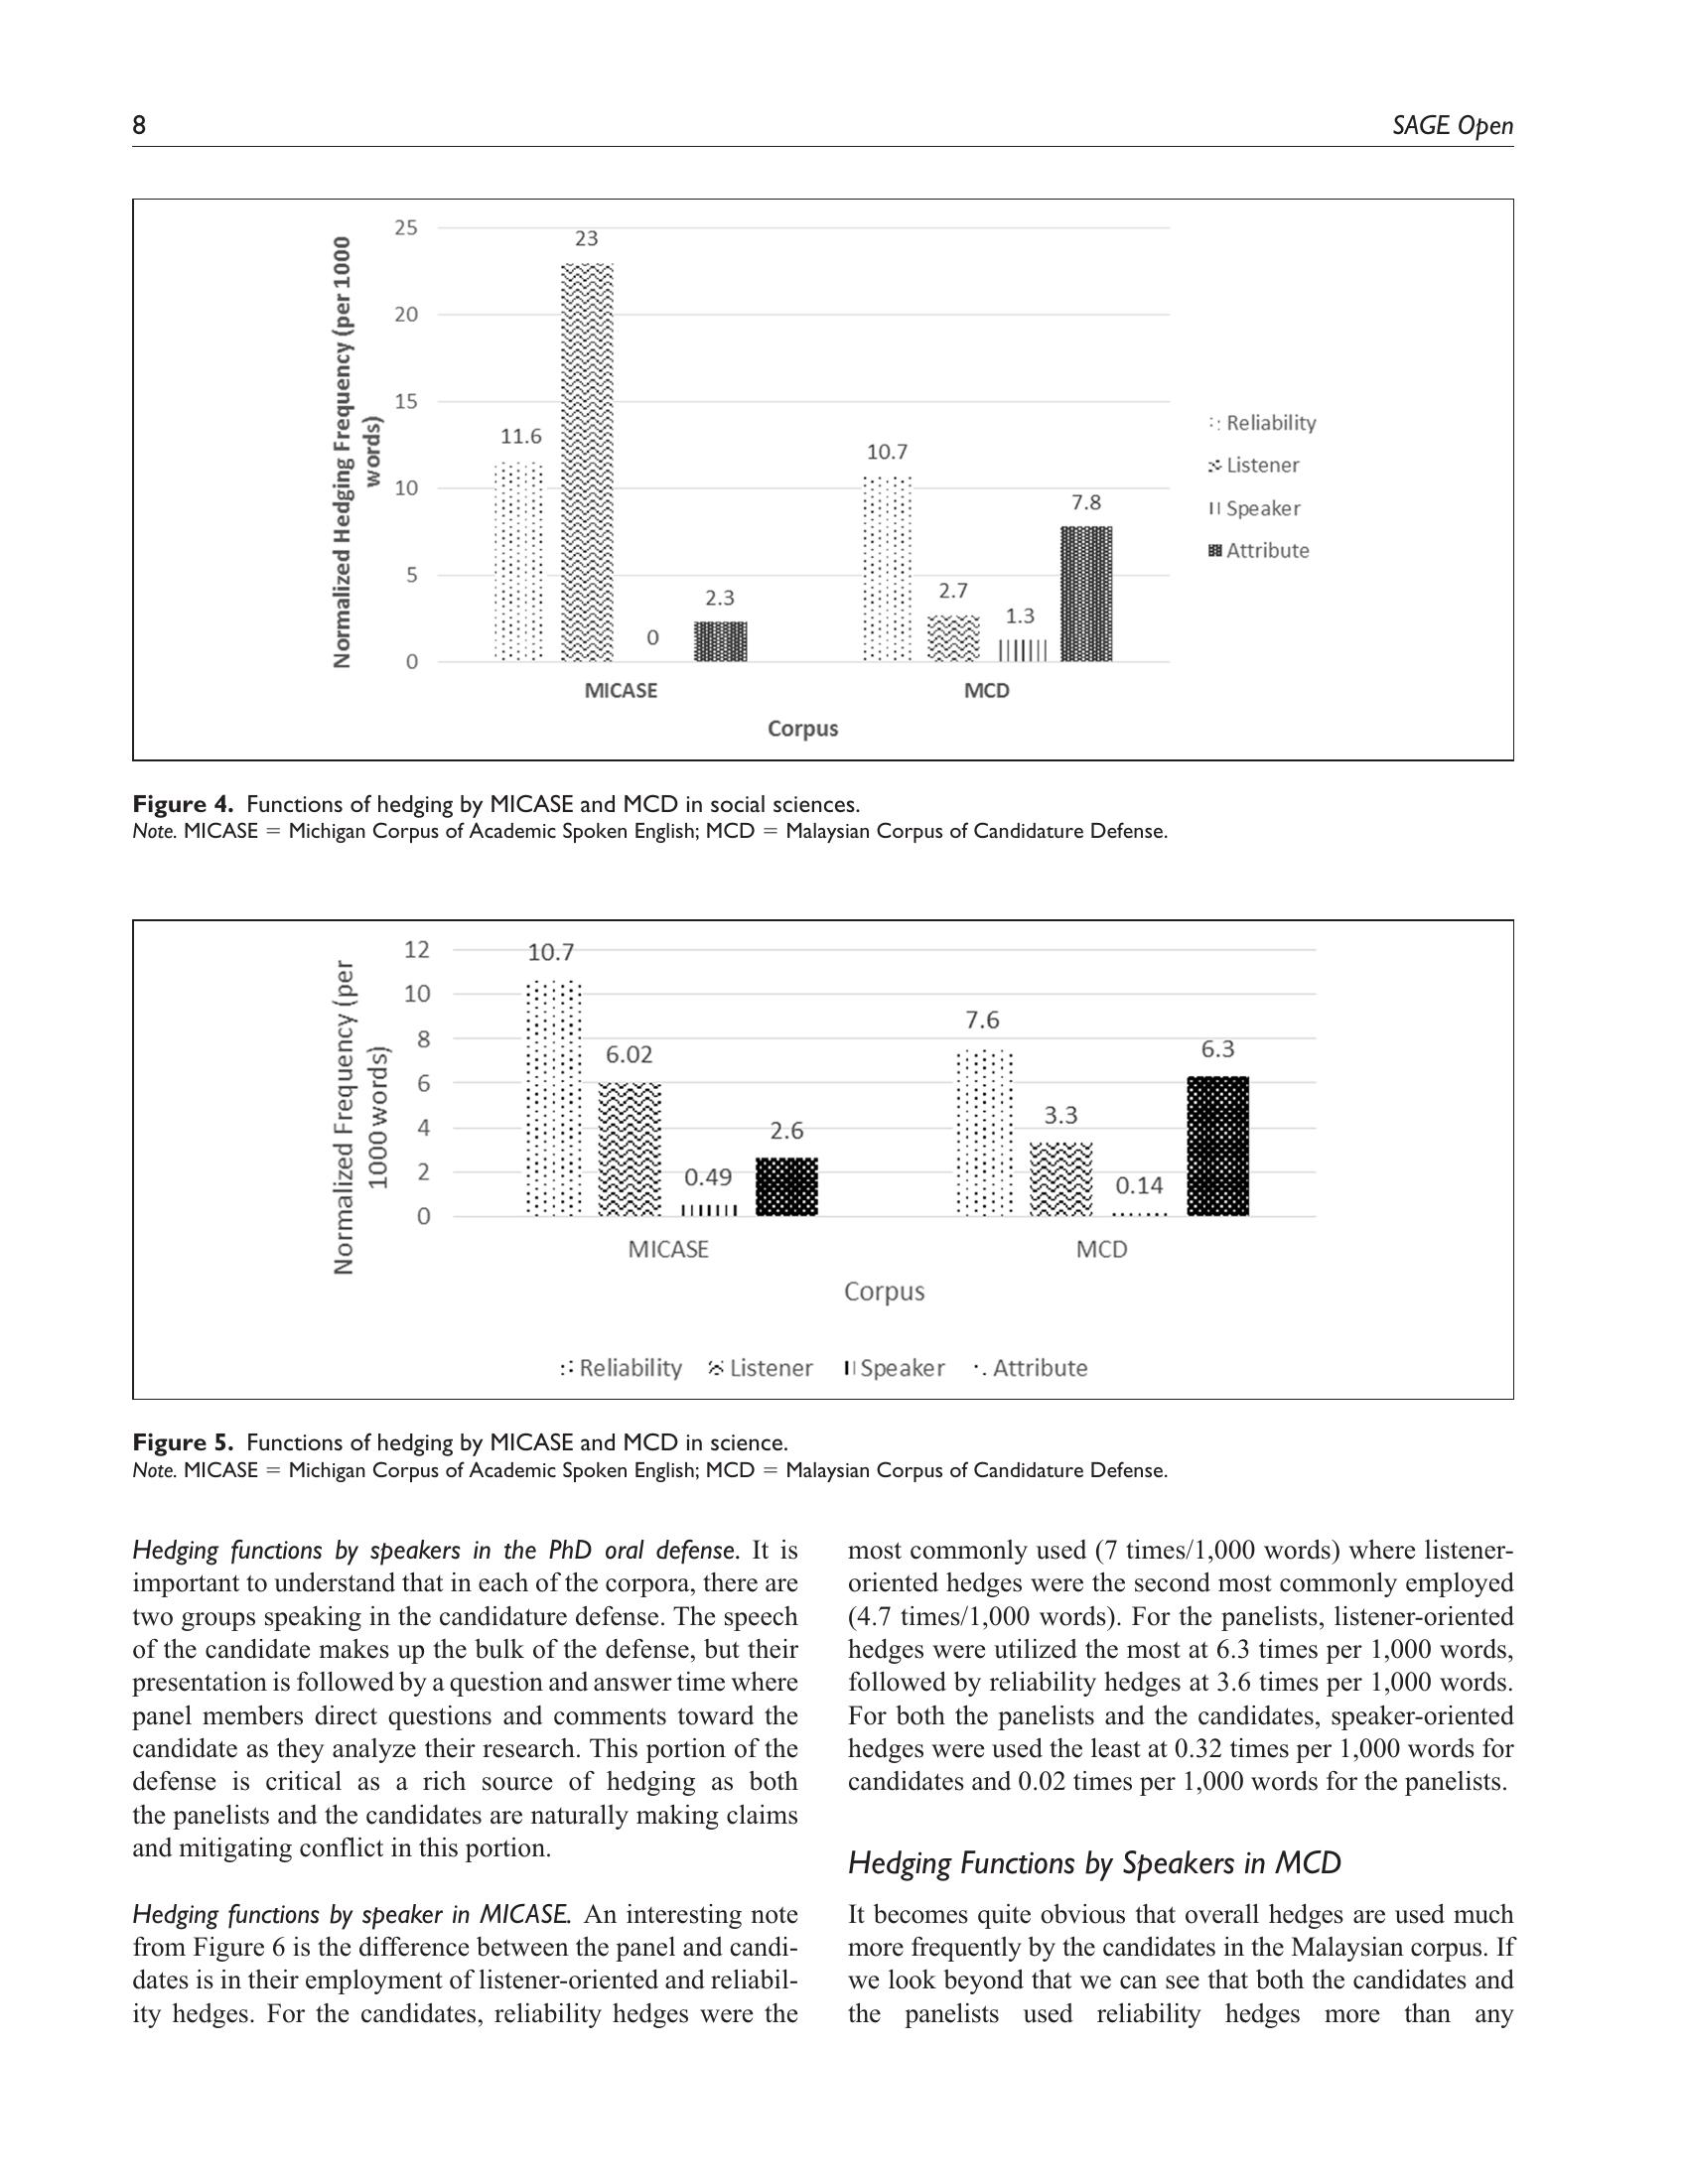 8
SAGE Open
Normalized Hedging Frequency (per 1000
words)
25
20
15
10
5
0
11.6
23
0
2.3
10.7
2.7
1.3
7.8
MICASE
MCD
Corpus
Reliability
Listener
Speaker
Attribute
Figure 4. Functions of hedging by MICASE and MCD in social sciences.
Note. MICASE = Michigan Corpus of Academic Spoken English; MCD = Malaysian Corpus of Candidature Defense.
Normalized Frequency (per
1000 words)
12
10
8
6
4
2
0
10.7
6.02
0.49
2.6
7.6
3.3
0.14
6.3
MICASE
MCD
Corpus
Reliability Listener Speaker Attribute
Figure 5. Functions of hedging by MICASE and MCD in science.
Note. MICASE = Michigan Corpus of Academic Spoken English; MCD = Malaysian Corpus of Candidature Defense.
Hedging functions by speakers in the PhD oral defense. It is
important to understand that in each of the corpora, there are
two groups speaking in the candidature defense. The speech
of the candidate makes up the bulk of the defense, but their
presentation is followed by a question and answer time where
panel members direct questions and comments toward the
candidate as they analyze their research. This portion of the
defense is critical as a rich source of hedging as both
the panelists and the candidates are naturally making claims
and mitigating conflict in this portion.
Hedging functions by speaker in MICASE. An interesting note
from Figure 6 is the difference between the panel and candi-
dates is in their employment of listener-oriented and reliabil-
ity hedges. For the candidates, reliability hedges were the
most commonly used (7 times/1,000 words) where listener-
oriented hedges were the second most commonly employed
(4.7 times/1,000 words). For the panelists, listener-oriented
hedges were utilized the most at 6.3 times per 1,000 words,
followed by reliability hedges at 3.6 times per 1,000 words.
For both the panelists and the candidates, speaker-oriented
hedges were used the least at 0.32 times per 1,000 words for
candidates and 0.02 times per 1,000 words for the panelists.
Hedging Functions by Speakers in MCD
It becomes quite obvious that overall hedges are used much
more frequently by the candidates in the Malaysian corpus. If
we look beyond that we can see that both the candidates and
the panelists used reliability hedges more than any